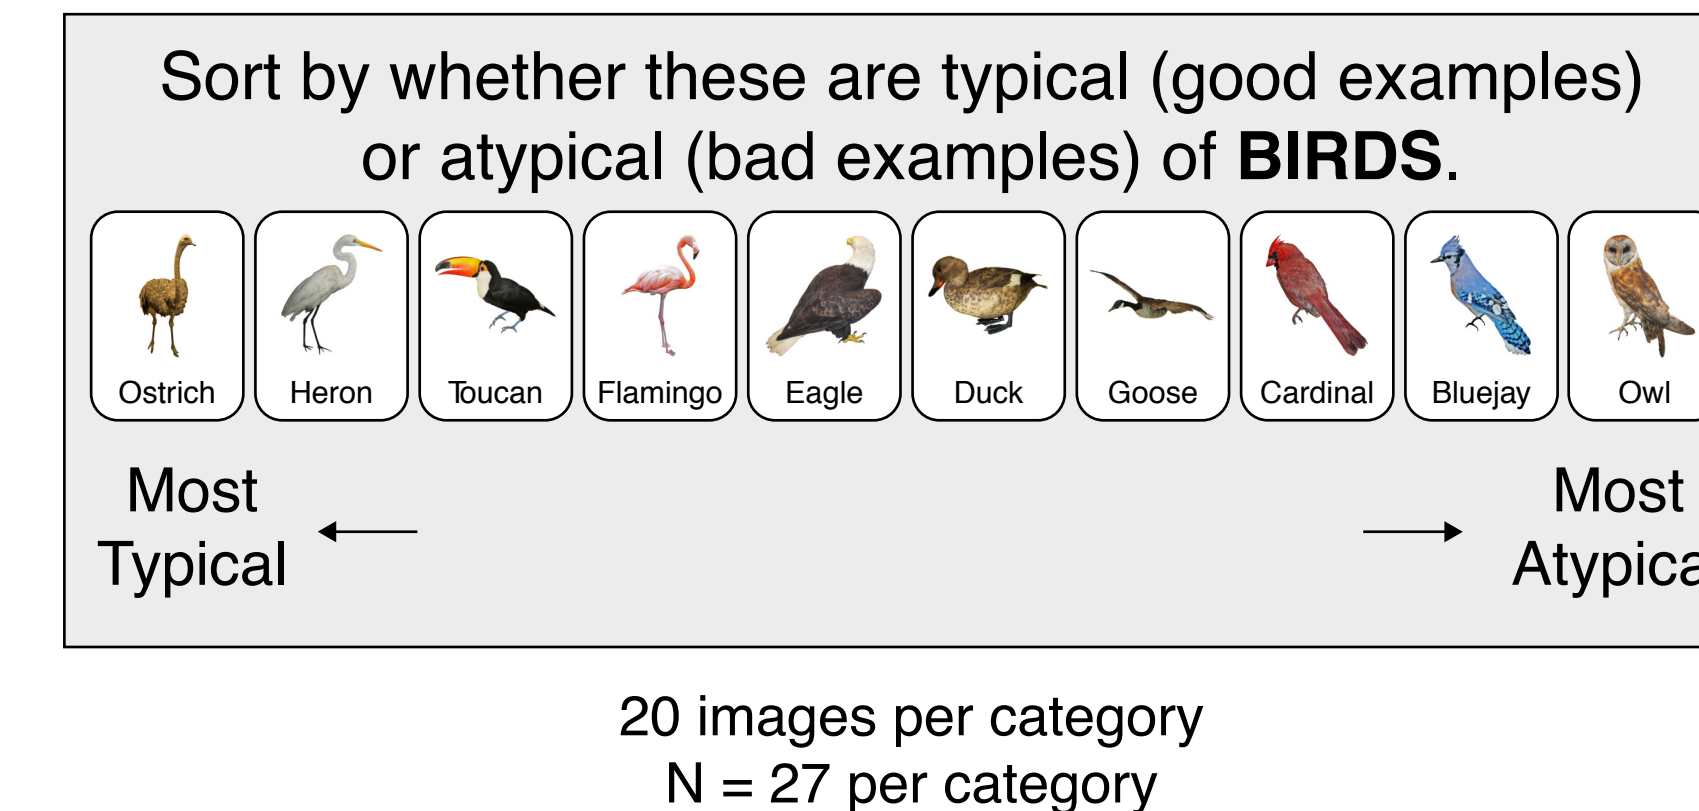 Sort by whether these are typical (good examples)
or atypical (bad examples) of BIRDS.
Ostrich Heron Toucan Flamingo Eagle Duck Goose Cardinal Bluejay Owl
Most Most
Typical Atypica
20 images per category
N = 27 per category